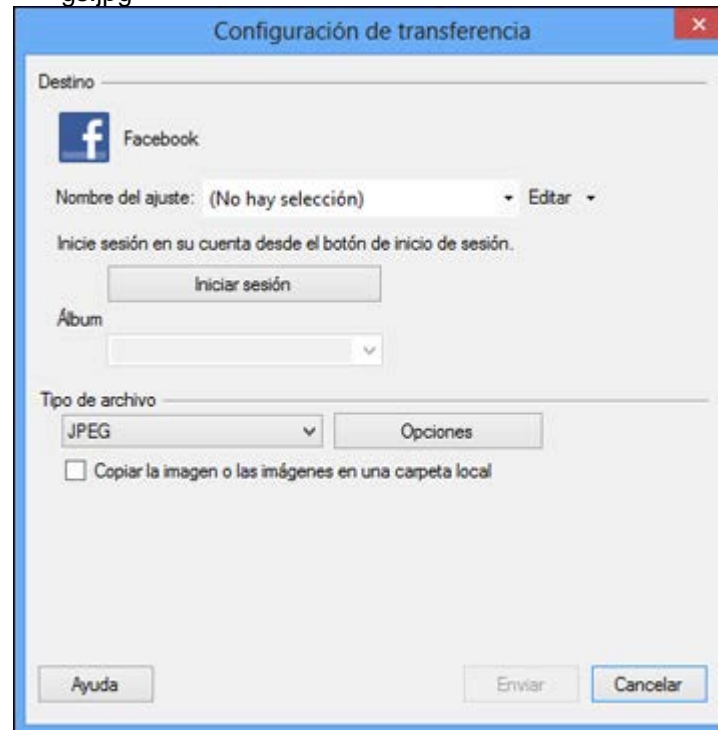 gs.jpg
Configuración de transferencia
Destino
Facebook
Nombre del ajuste: (No hay selección) Editar
Inicie sesión en su cuenta desde el botón de inicio de sesión.
Iniciar sesión
Álbum
Tipo de archivo
JPEG Opciones
Copiar la imagen o las imágenes en una carpeta local
Ayuda Enviar Cancelar